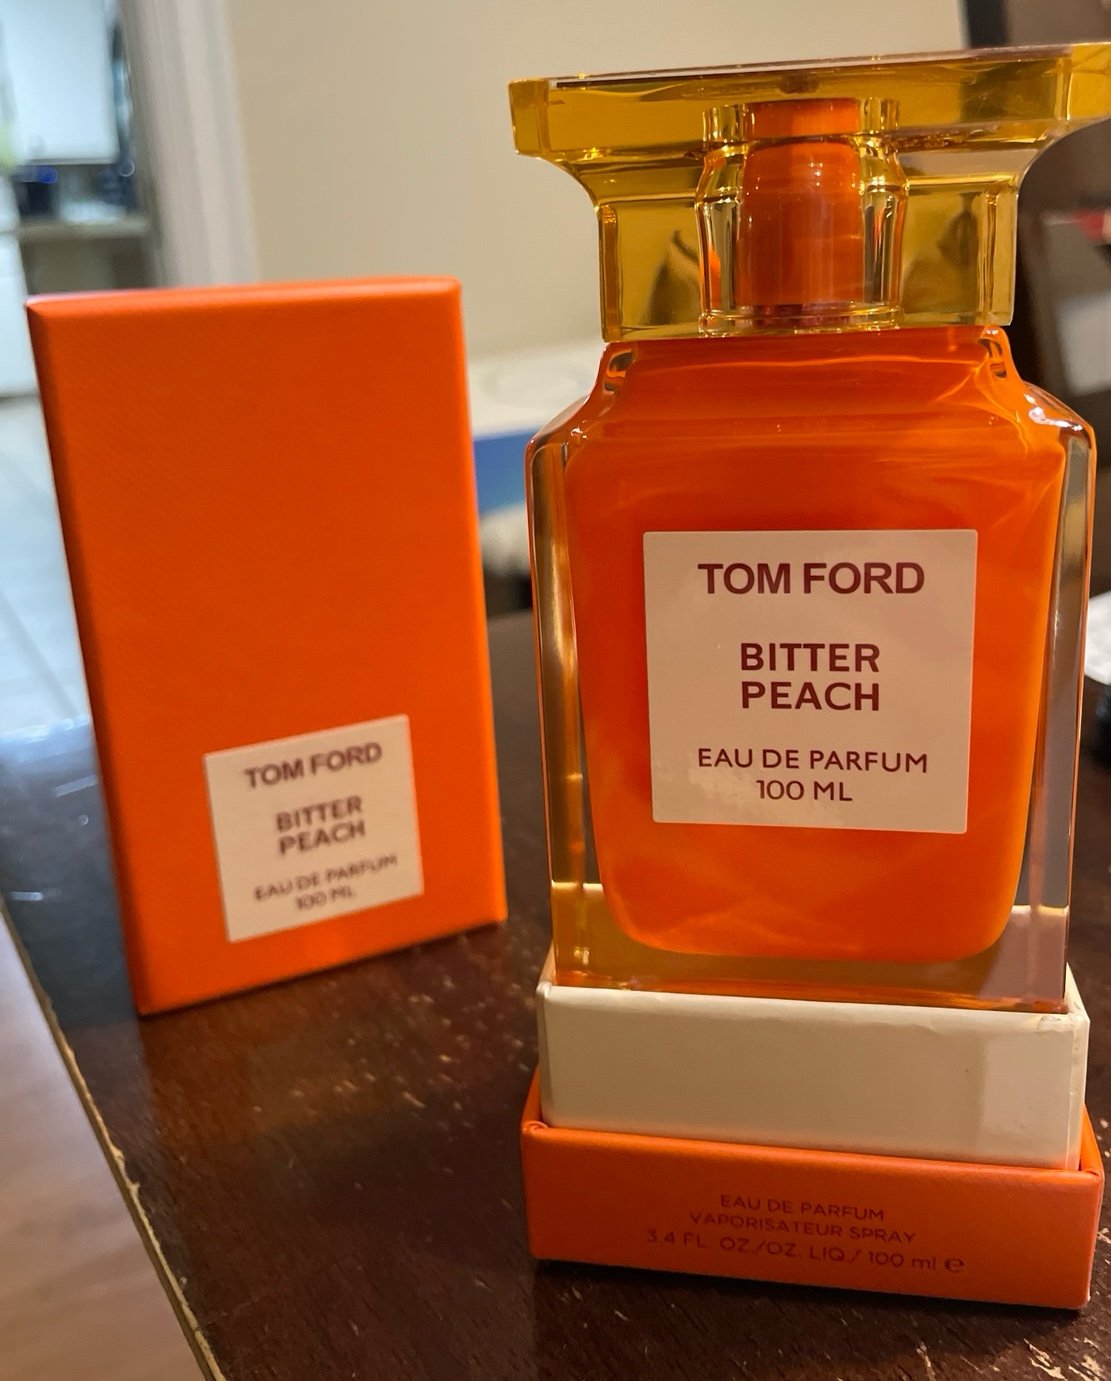 TOM FORD
BITTER
PEACH
EAU DE PARFUM
100 ML
TOM FORD
BITTER
PEACH
EAU DE PARFUM
100 ML
EAU DE PARFUM
VAPORISATEUR SPRAY
3.4 FL. OZ./OZ. LIQ./ 100 ml ℮